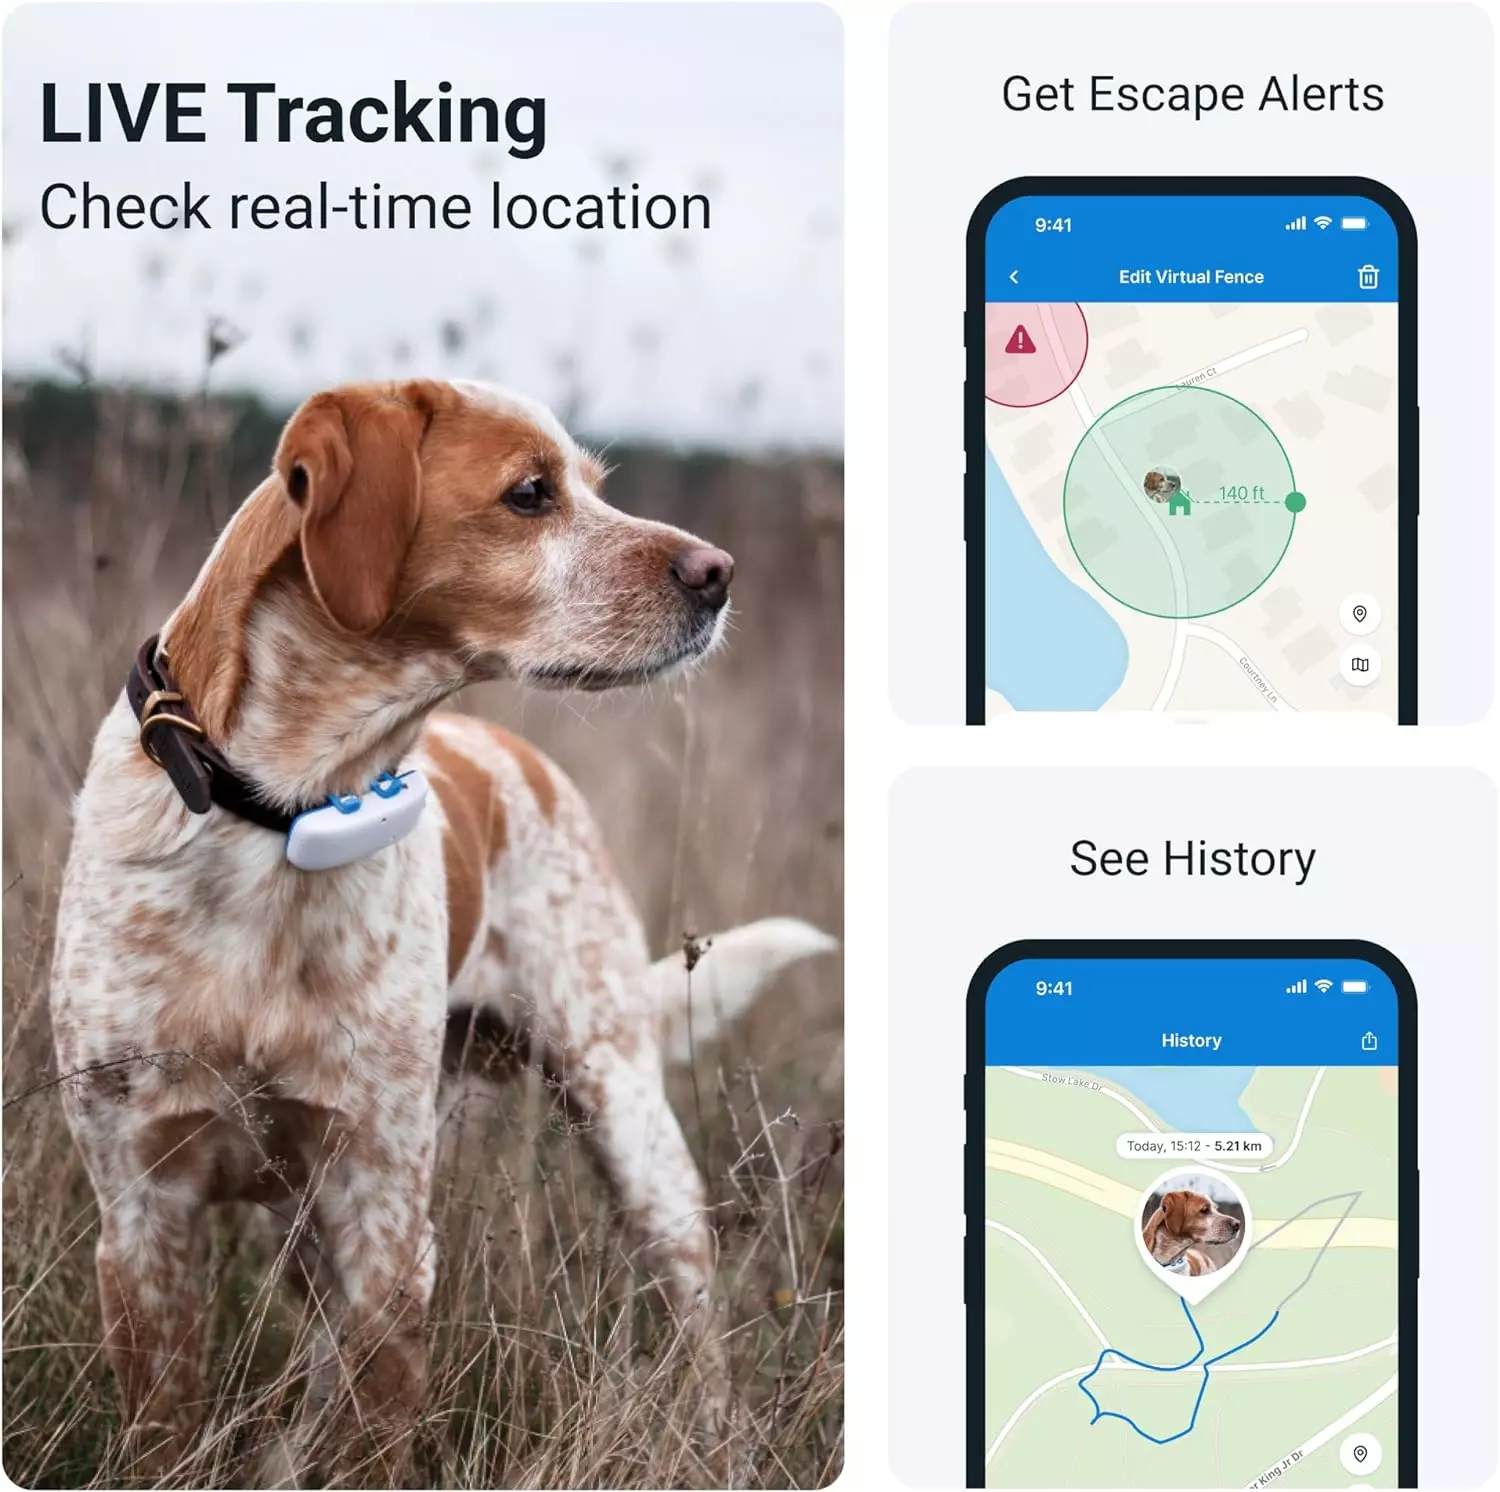 LIVE Tracking
Check real-time location
Get Escape Alerts
9:41
Edit Virtual Fence
Lauren Ct
140 ft
Courtney Ln
See History
9:41
History
Stow Lake Dr
Today, 15:12 - 5.21 km
er King Jr Dr